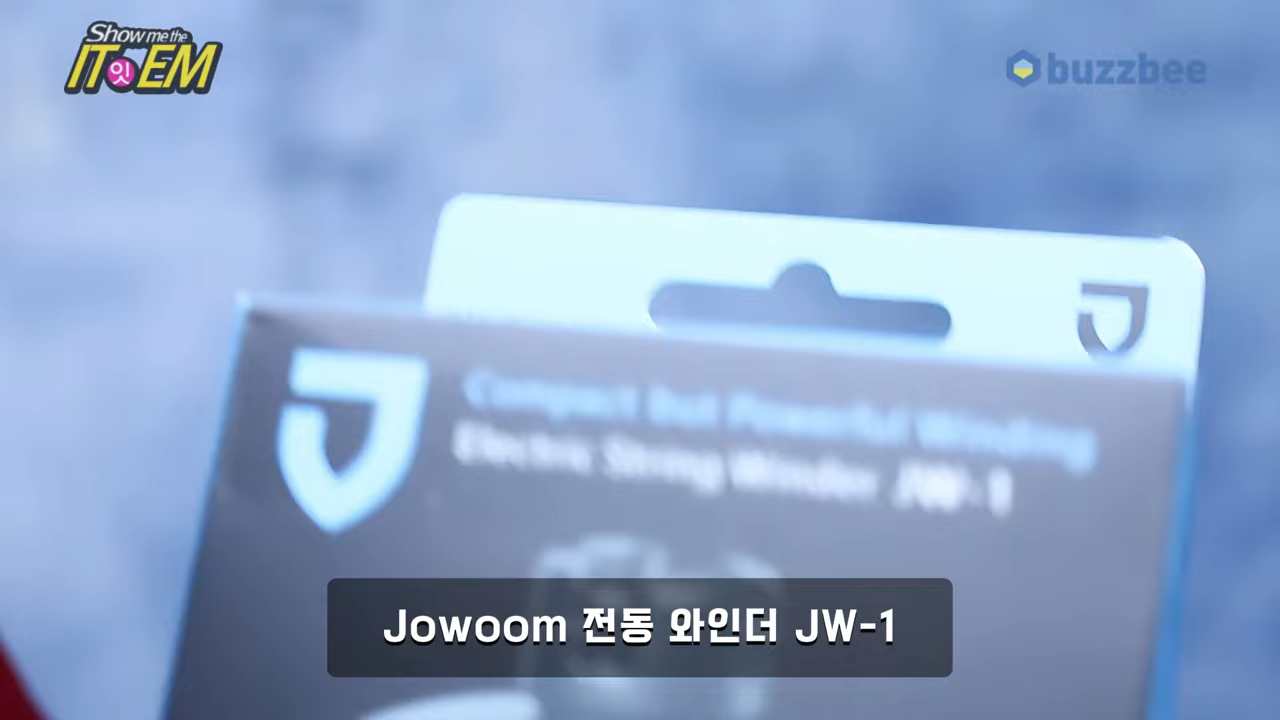 Show me the
IT잇EM
buzzbee
Compact but Powerful Winding
Electric String Winder JW-1
Jowoom 전동 와인더 JW-1